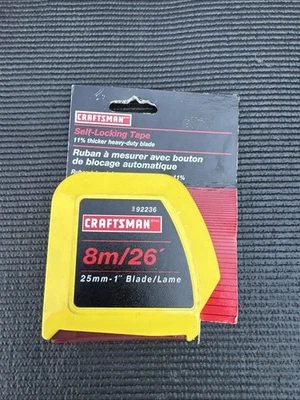 CRAFTSMAN
Self-Locking Tape
11% thicker heavy-duty blade
Ruban à mesurer avec bouton
de blocage automatique
11%
92236
CRAFTSMAN
8m/26´
25mm-1" Blade/Lame